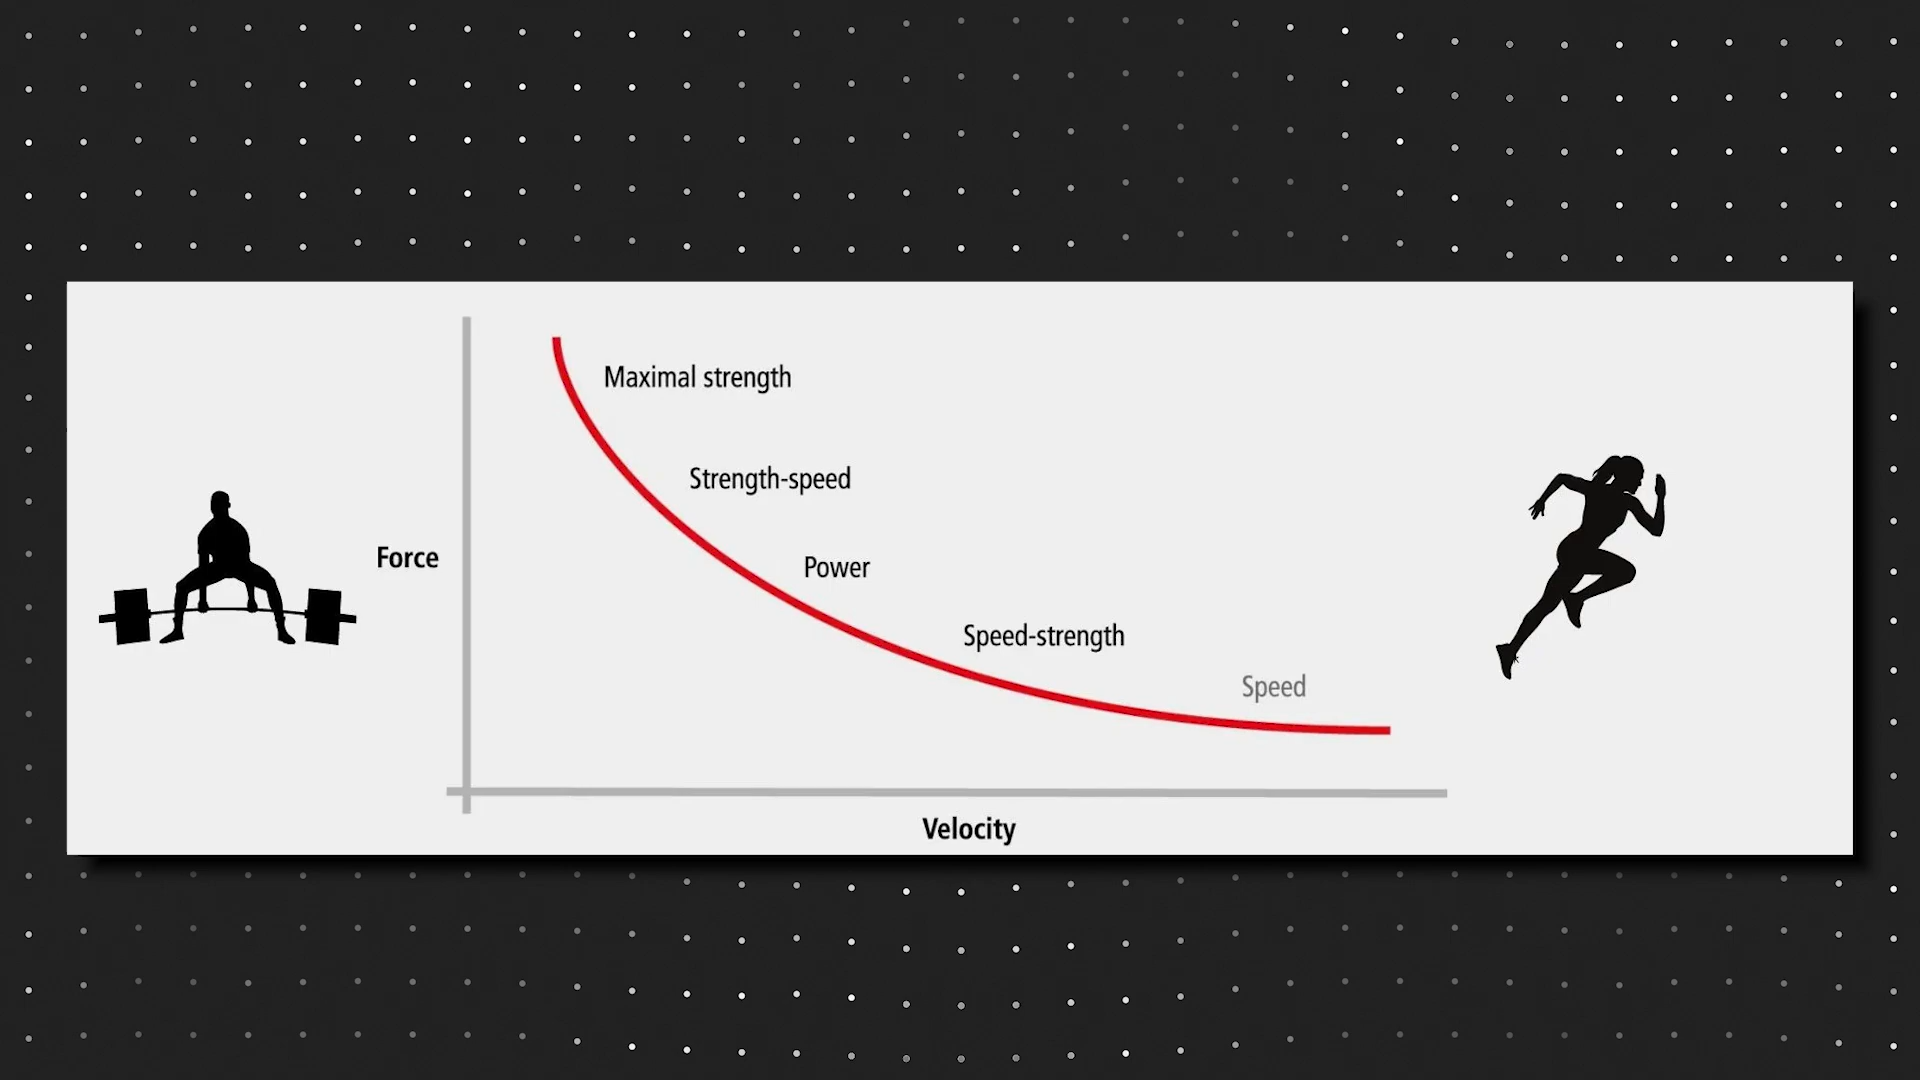 Maximal strength
Strength-speed
Force
Power
Speed-strength
Speed
Velocity